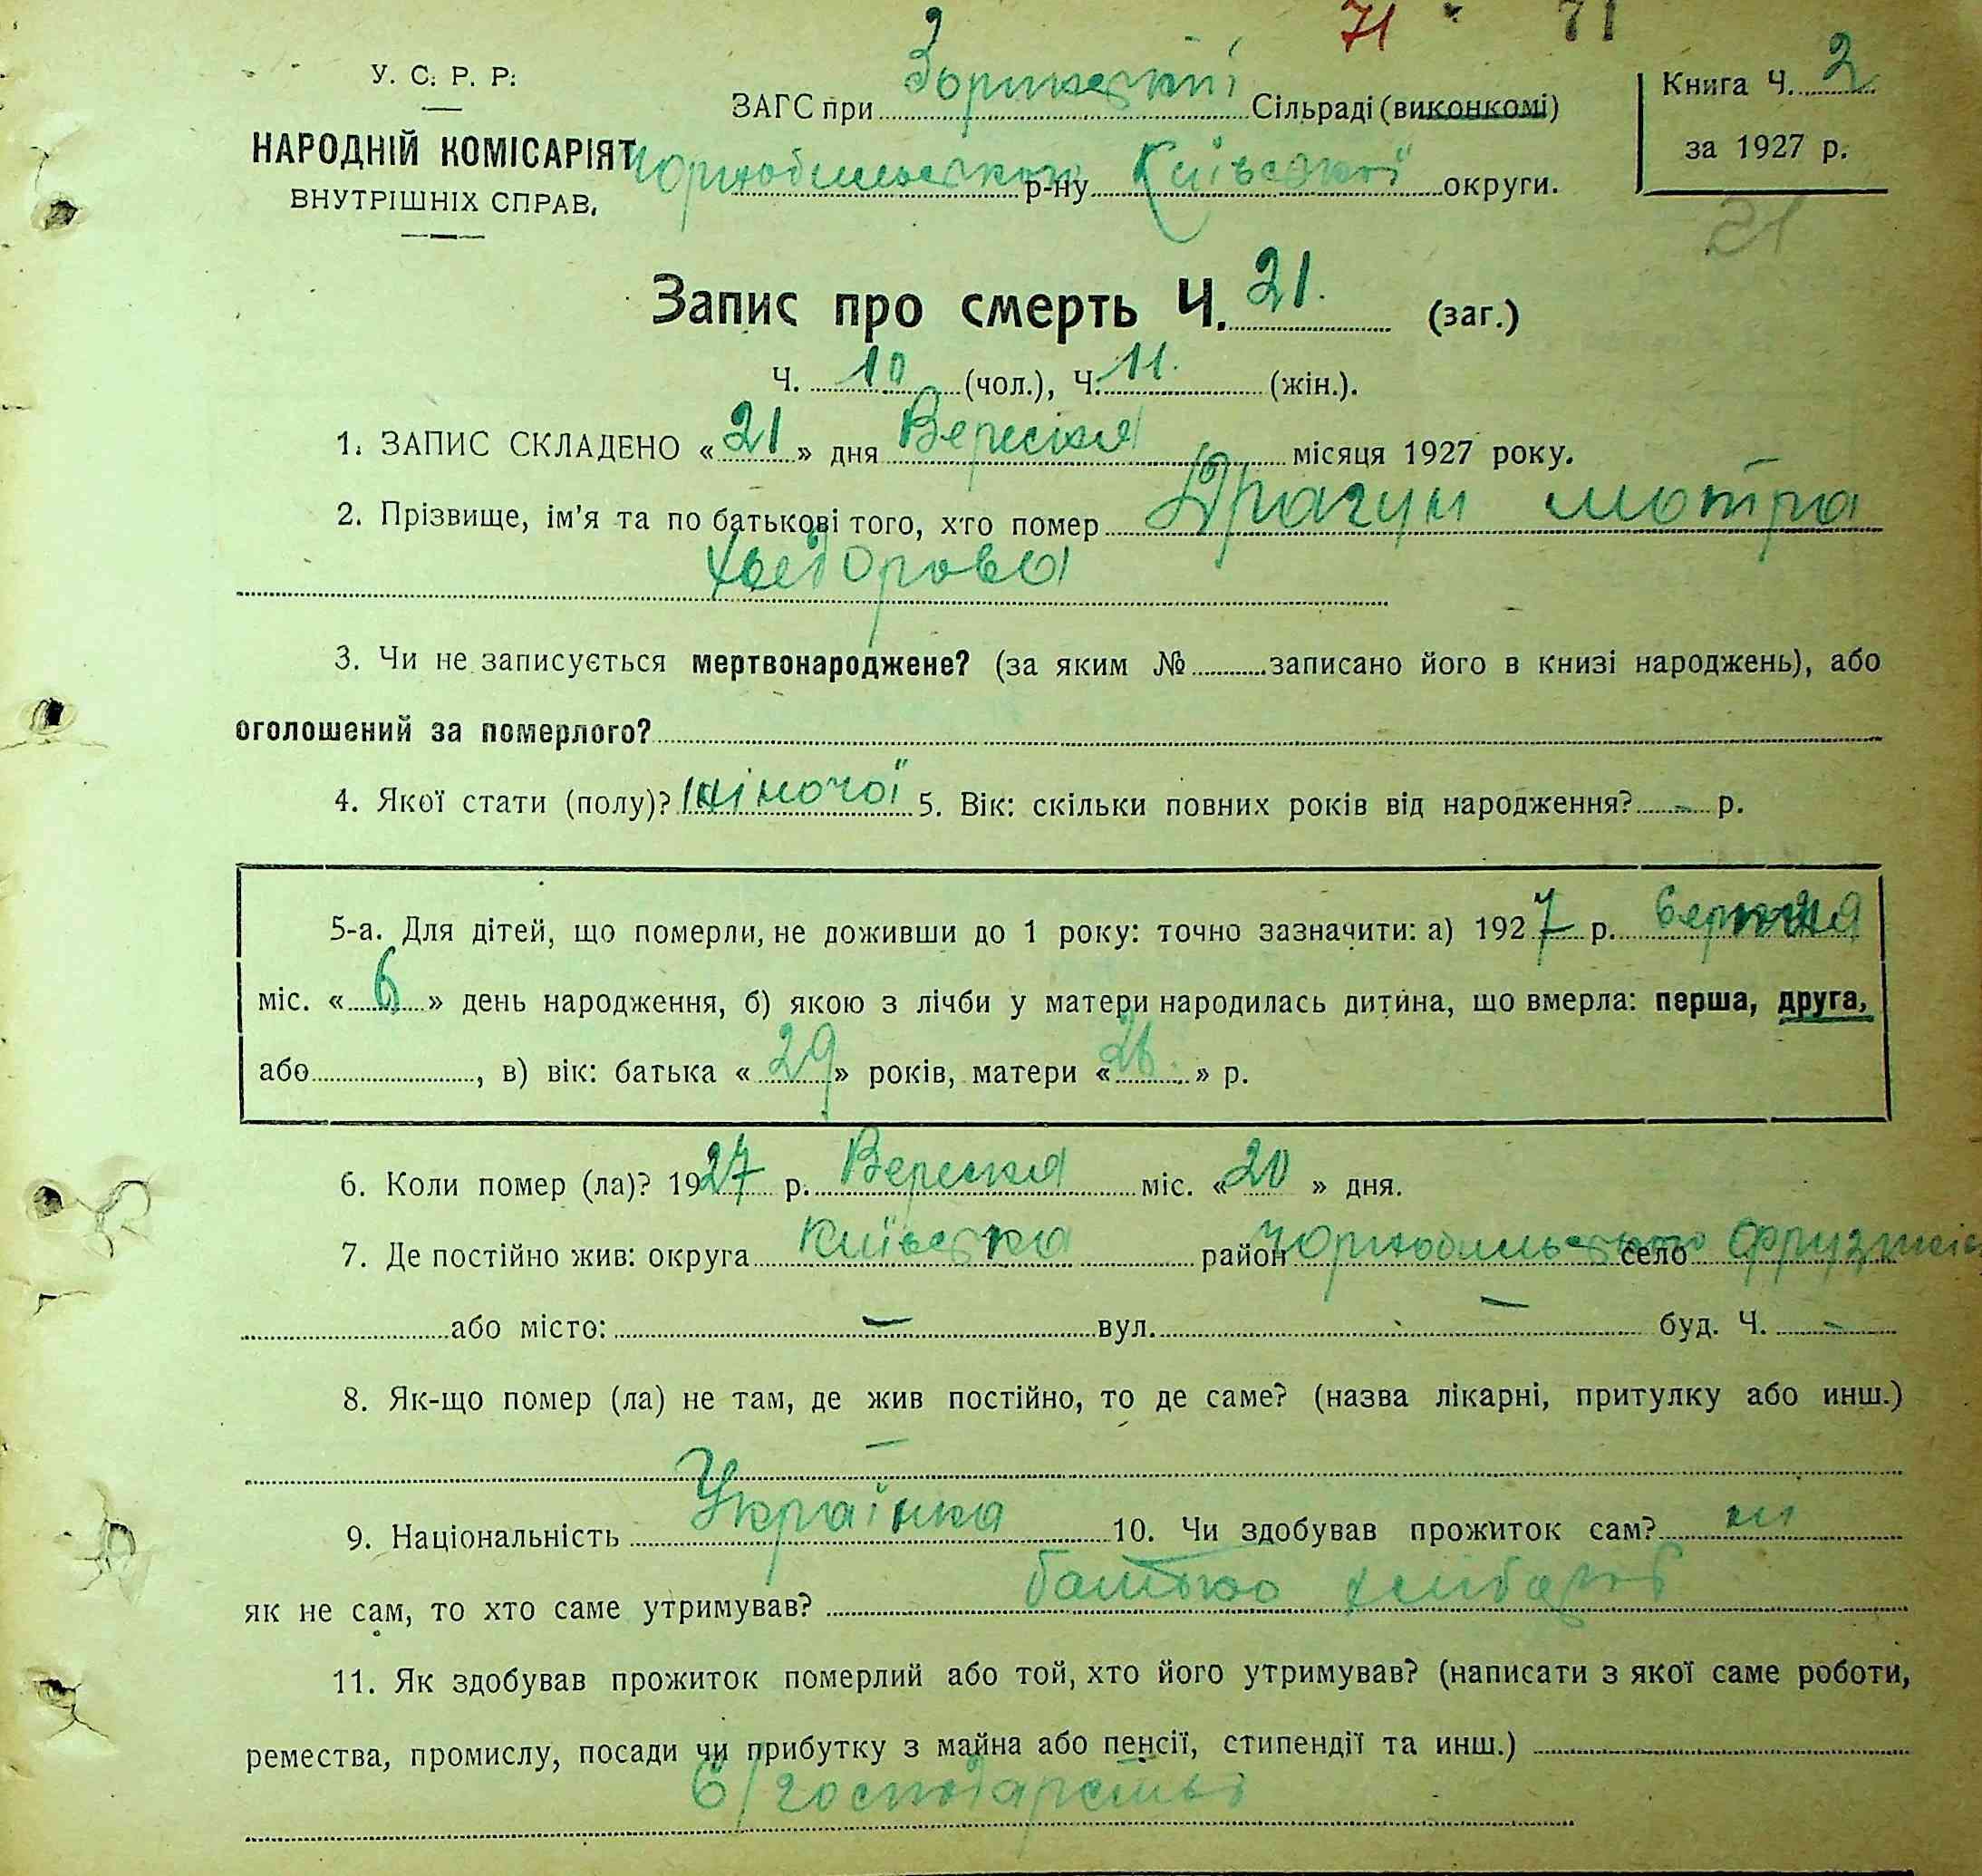 71 71
У. С. Р. Р.
НАРОДНІЙ КОМІСАРІЯТ
ВНУТРІШНІХ СПРАВ.
ЗАГС при Сільраді (виконкомі)
Чорнобильського р-ну Київської округи.
Книга Ч. 2
за 1927 р.
21
Запис про смерть Ч. 21. (заг.)
Ч. 10 (чол.), Ч. 11. (жін.).
1. ЗАПИС СКЛАДЕНО «21» дня Вересня місяця 1927 року.
2. Прізвище, ім'я та по батькові того, хто помер Драгун Мотра
Хведорова
3. Чи не записується мертвонароджене? (за яким № записано його в книзі народжень), або
оголошений за померлого?
4. Якої стати (полу)? жіночої 5. Вік: скільки повних років від народження? - р.
5-а. Для дітей, що померли, не доживши до 1 року: точно зазначити: а) 1927 р.
міс. «6» день народження, б) якою з лічби у матери народилась дитина, що вмерла: перша, друга,
або , в) вік: батька «29» років, матери «26» р.
6. Коли помер (ла)? 1927 р. Вересня міс. «20» дня.
7. Де постійно жив: округа Київська район Чорнобильського село
або місто: — вул. — буд. Ч. -
8. Як-що помер (ла) не там, де жив постійно, то де саме? (назва лікарні, притулку або инш.)
—
9. Національність Українка 10. Чи здобував прожиток сам? ні
як не сам, то хто саме утримував? батько хлібороб
11. Як здобував прожиток померлий або той, хто його утримував? (написати з якої саме роботи,
ремества, промислу, посади чи прибутку з майна або пенсії, стипендії та инш.)
с/господарство